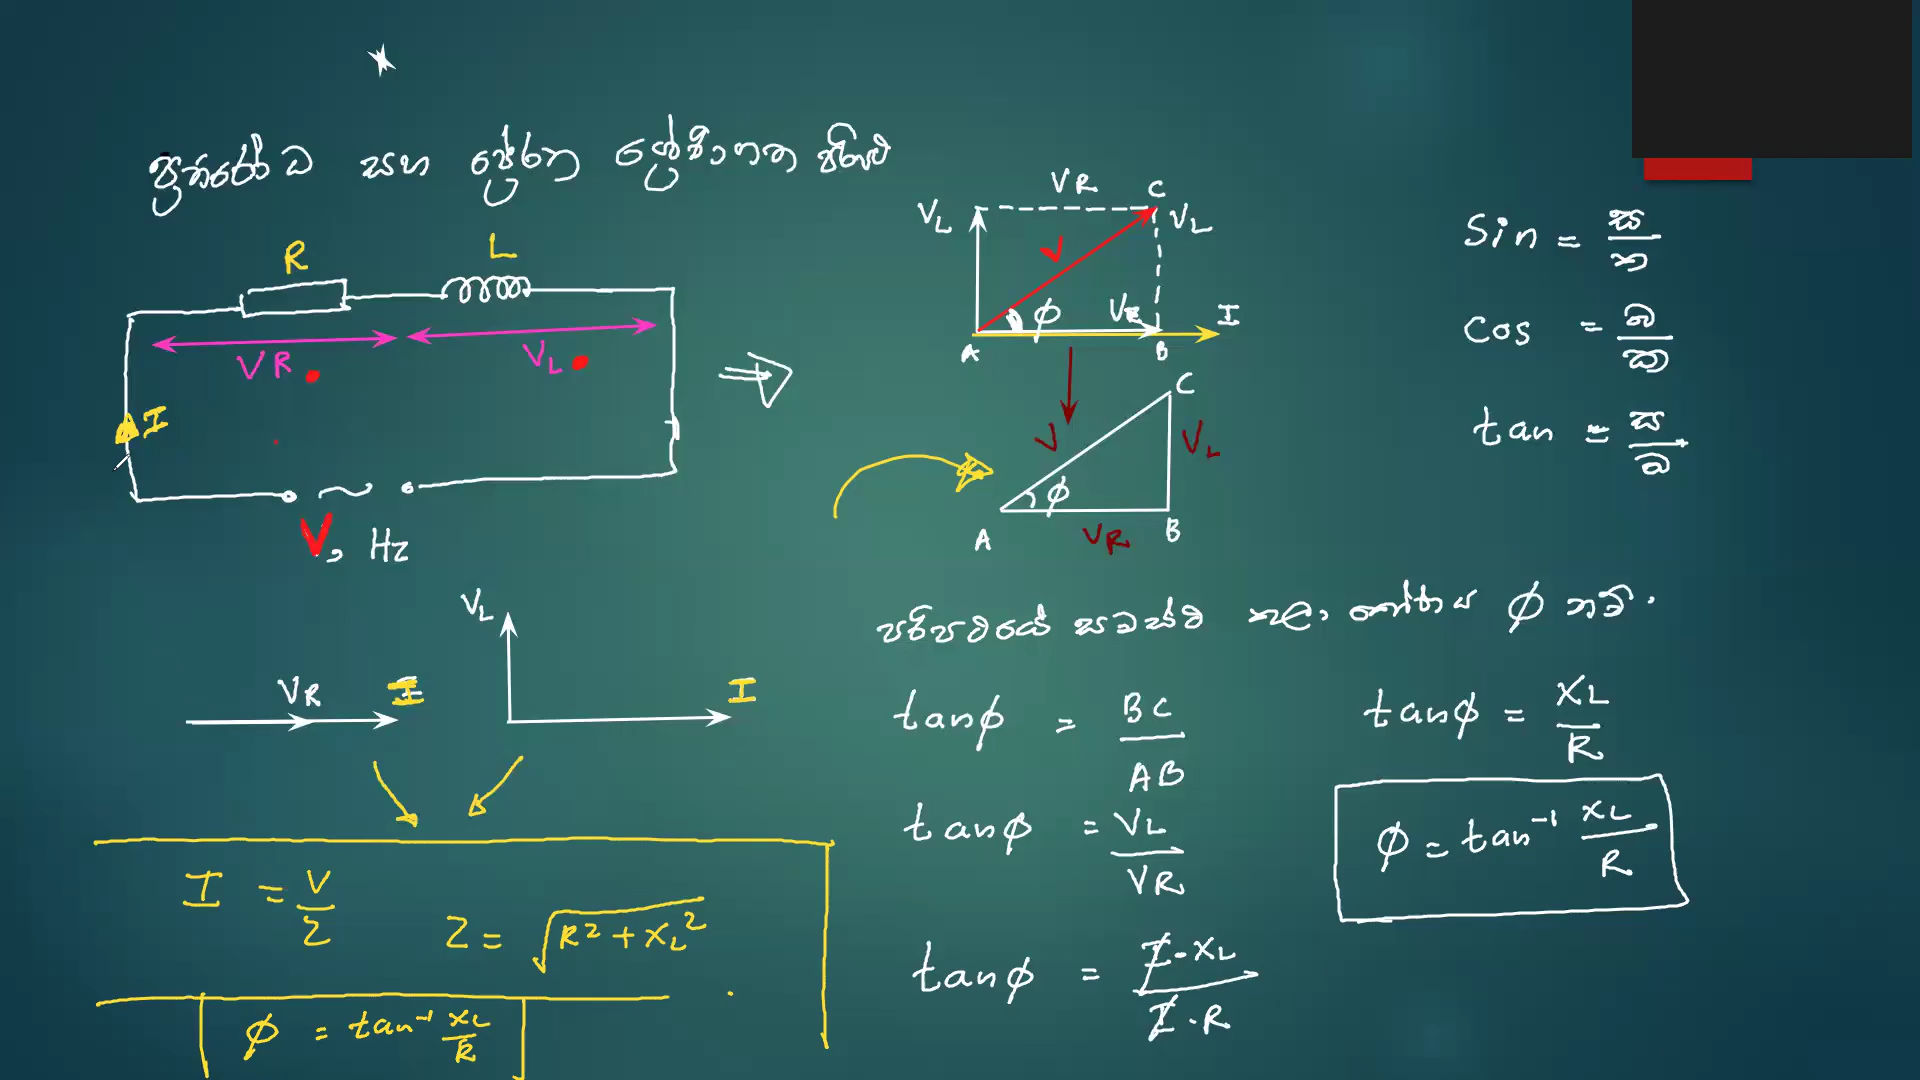 ප්‍රතිරෝධ සහ ප්‍රේරක ශ්‍රේණිගත පරිපථ
R
L
VR
VL
I
V, Hz
VL
VR
I
I
I = V/Z
Z = √(R² + XL²)
φ = tan⁻¹ XL/R
VR
C
VL
VL
V
φ
VR
I
A
B
C
V
VL
φ
A
VR
B
Sin = ස/ක
Cos = බ/ක
tan = ස/බ
පරිපථයේ φ නම්.
tanφ = BC/AB
tanφ = VL/VR
tanφ = I·XL/I·R
tanφ = XL/R
φ = tan⁻¹ XL/R